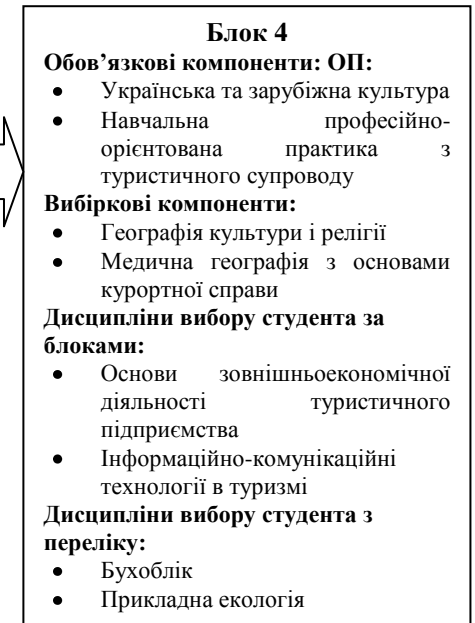 Блок 4
Обов’язкові компоненти: ОП:
• Українська та зарубіжна культура
• Навчальна професійно-
орієнтована практика з
туристичного супроводу
Вибіркові компоненти:
• Географія культури і релігії
• Медична географія з основами
курортної справи
Дисципліни вибору студента за
блоками:
• Основи зовнішньоекономічної
діяльності туристичного
підприємства
• Інформаційно-комунікаційні
технології в туризмі
Дисципліни вибору студента з
переліку:
• Бухоблік
• Прикладна екологія